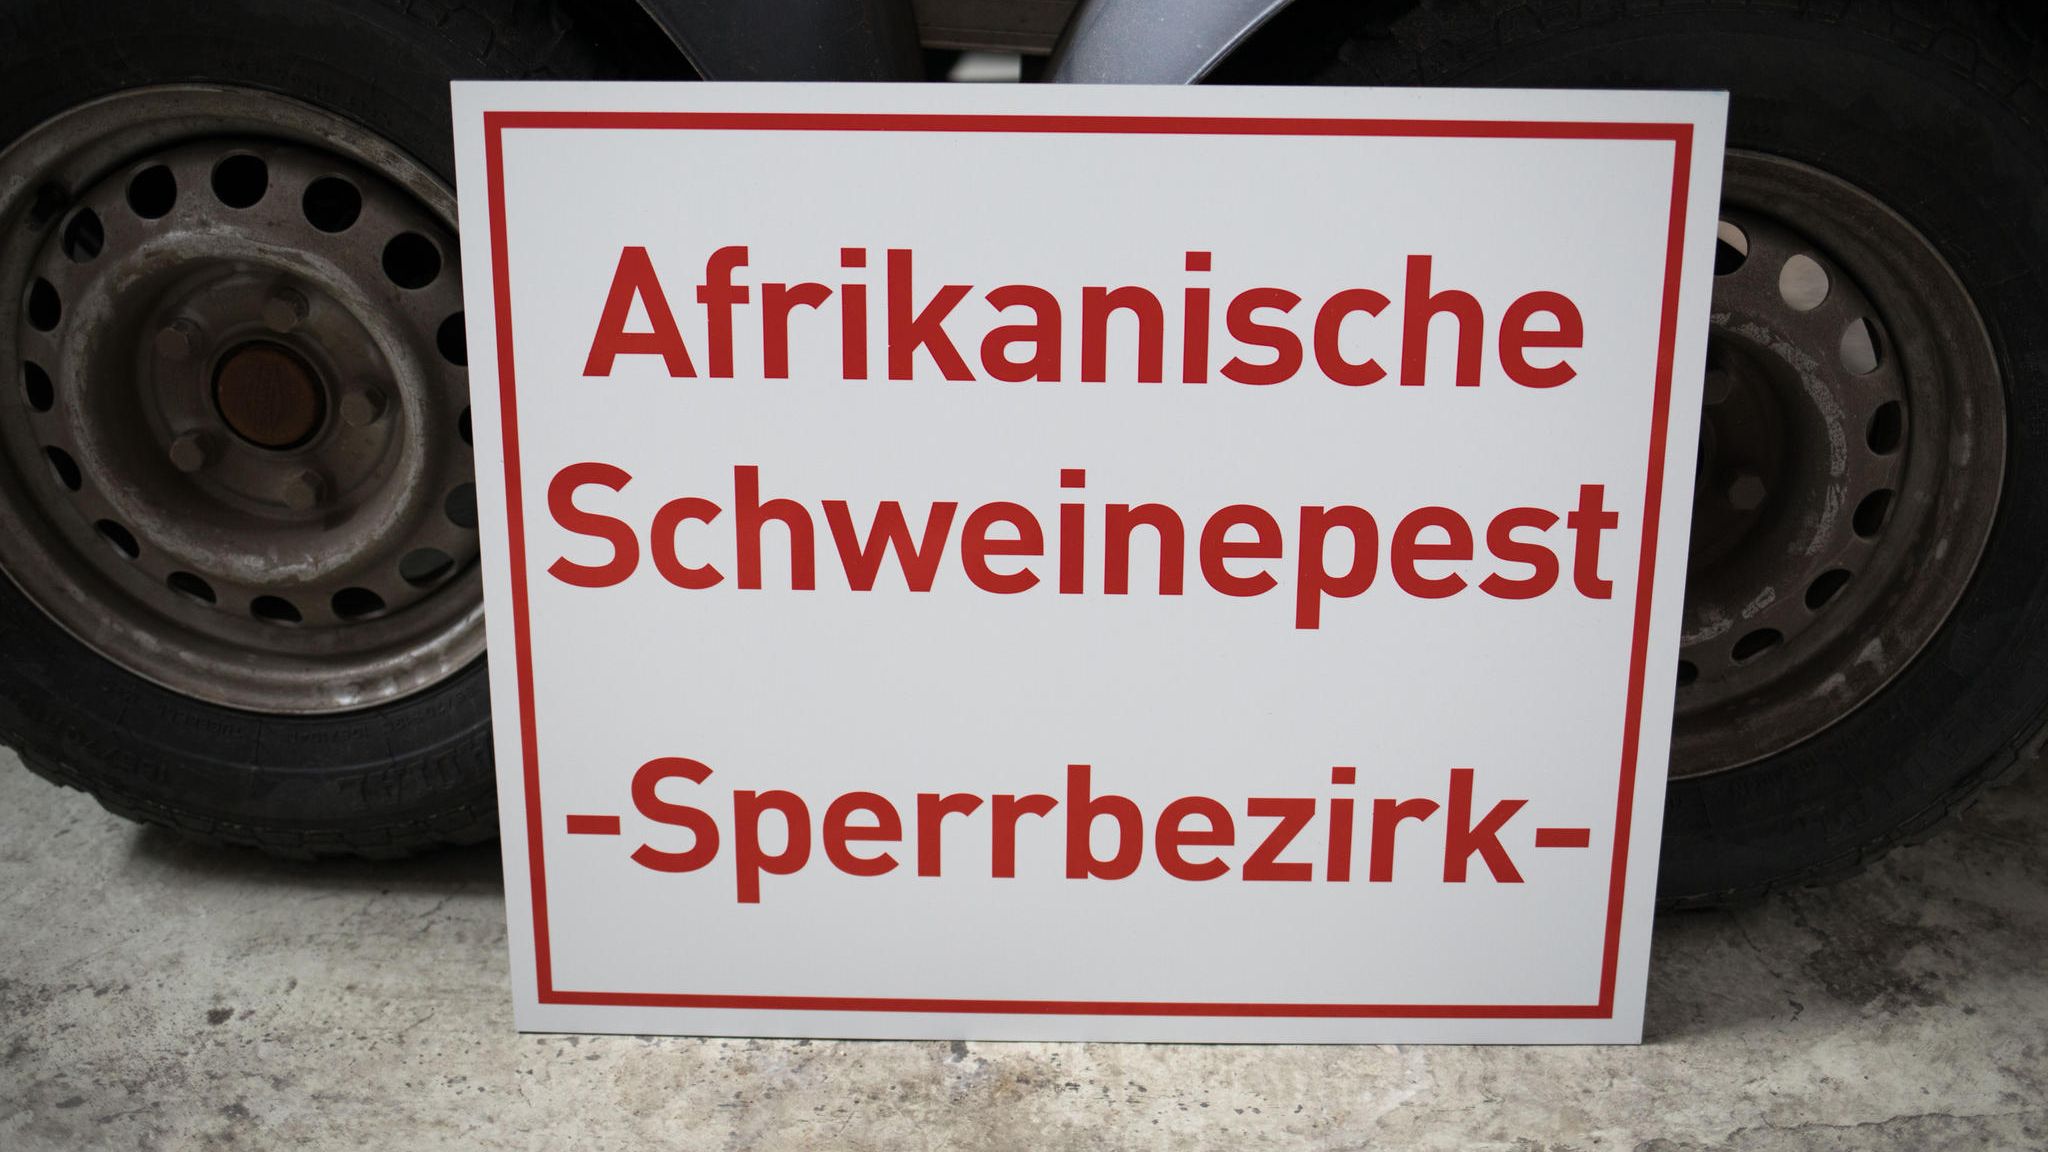 Afrikanische
Schweinepest
-Sperrbezirk-